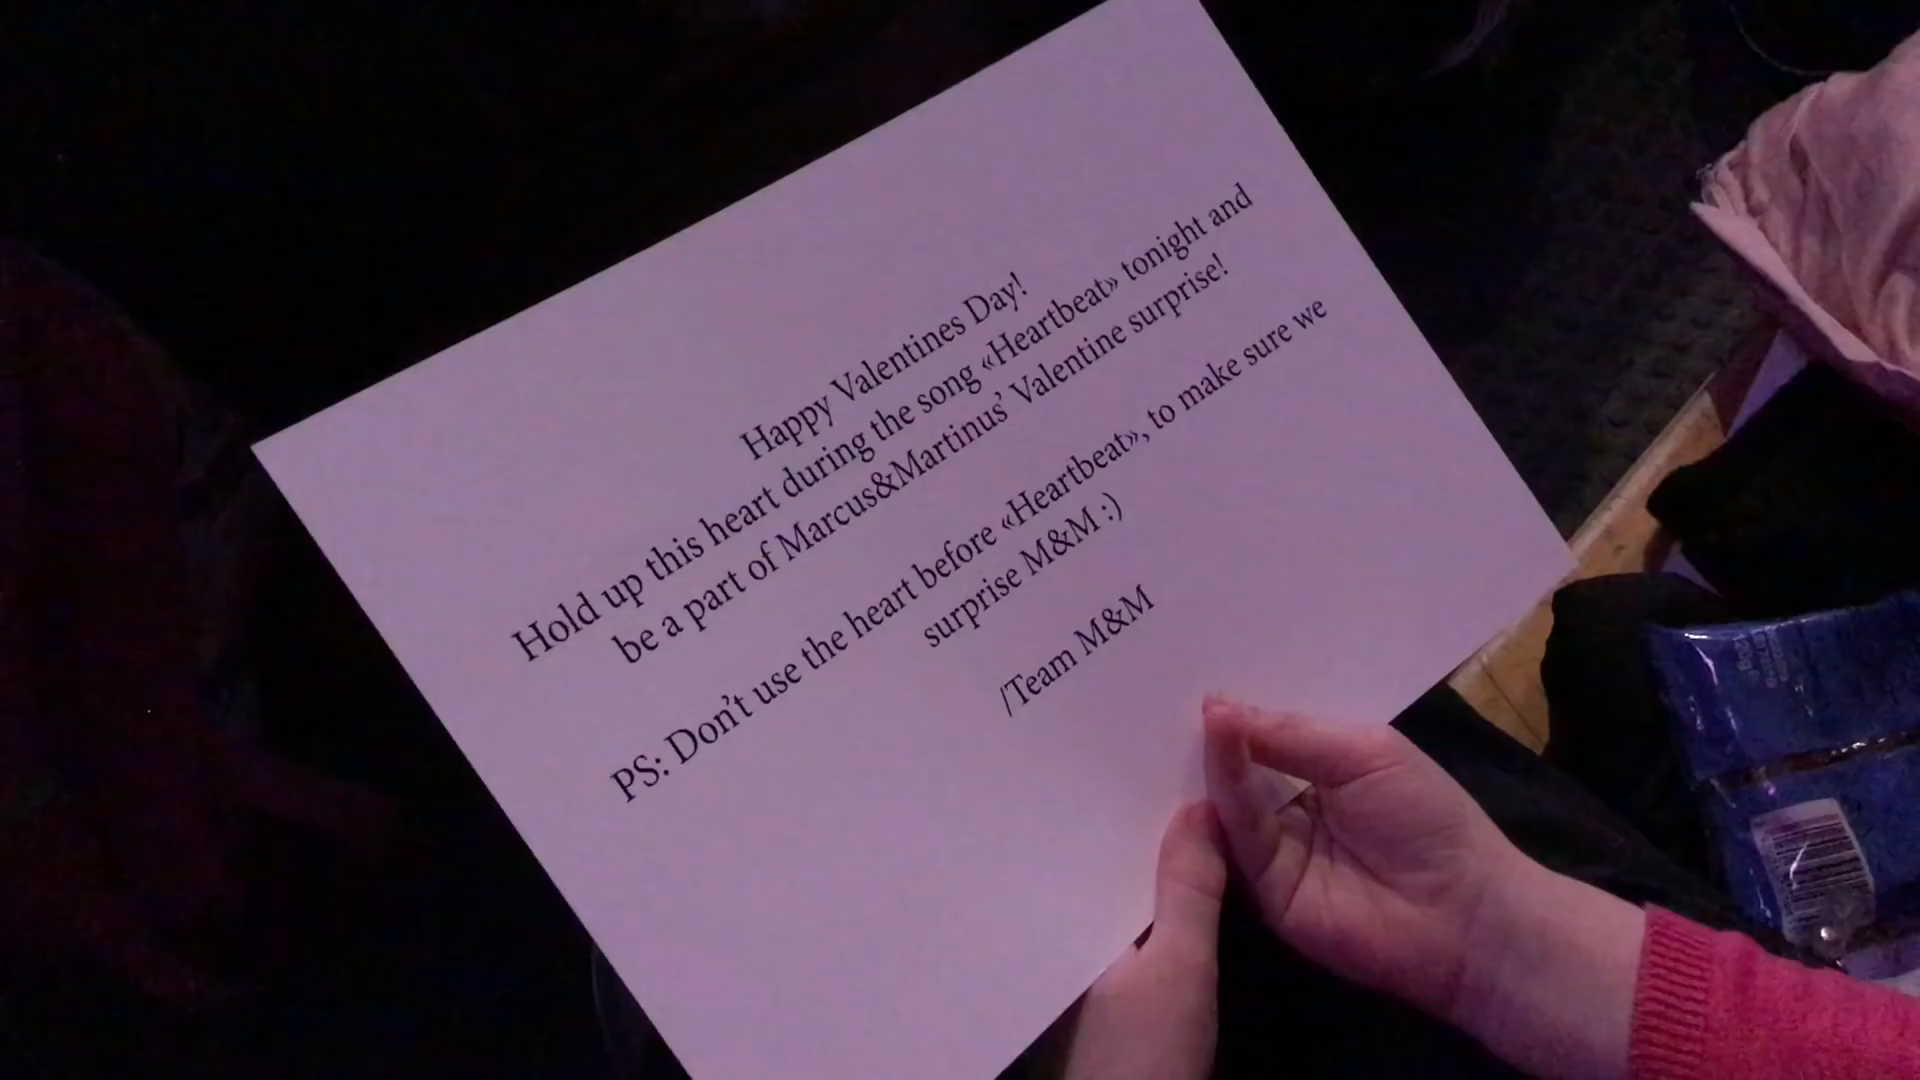 Happy Valentines Day!
Hold up this heart during the song «Heartbeat» tonight and
be a part of Marcus&Martinus' Valentine surprise!
PS: Don't use the heart before «Heartbeat», to make sure we
surprise M&M :)
/Team M&M